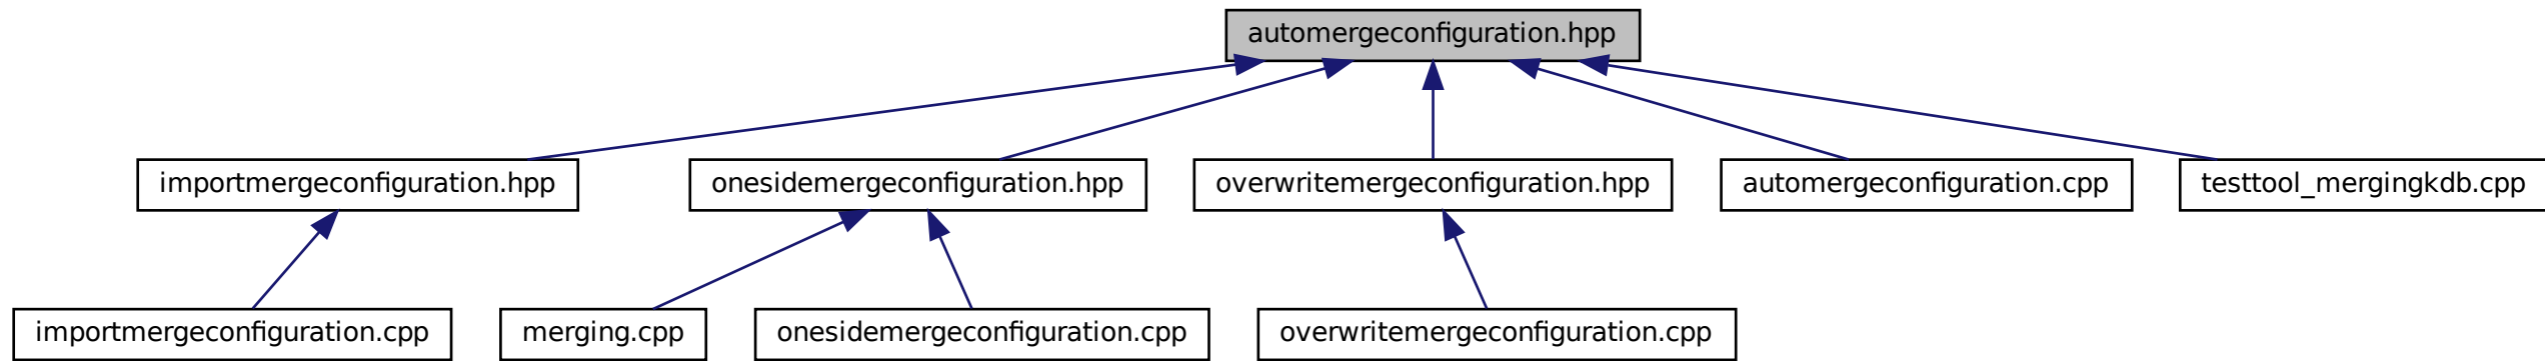 automergeconfiguration.hpp
importmergeconfiguration.hpp
onesidemergeconfiguration.hpp
overwritemergeconfiguration.hpp
automergeconfiguration.cpp
testtool_mergingkdb.cpp
importmergeconfiguration.cpp
merging.cpp
onesidemergeconfiguration.cpp
overwritemergeconfiguration.cpp